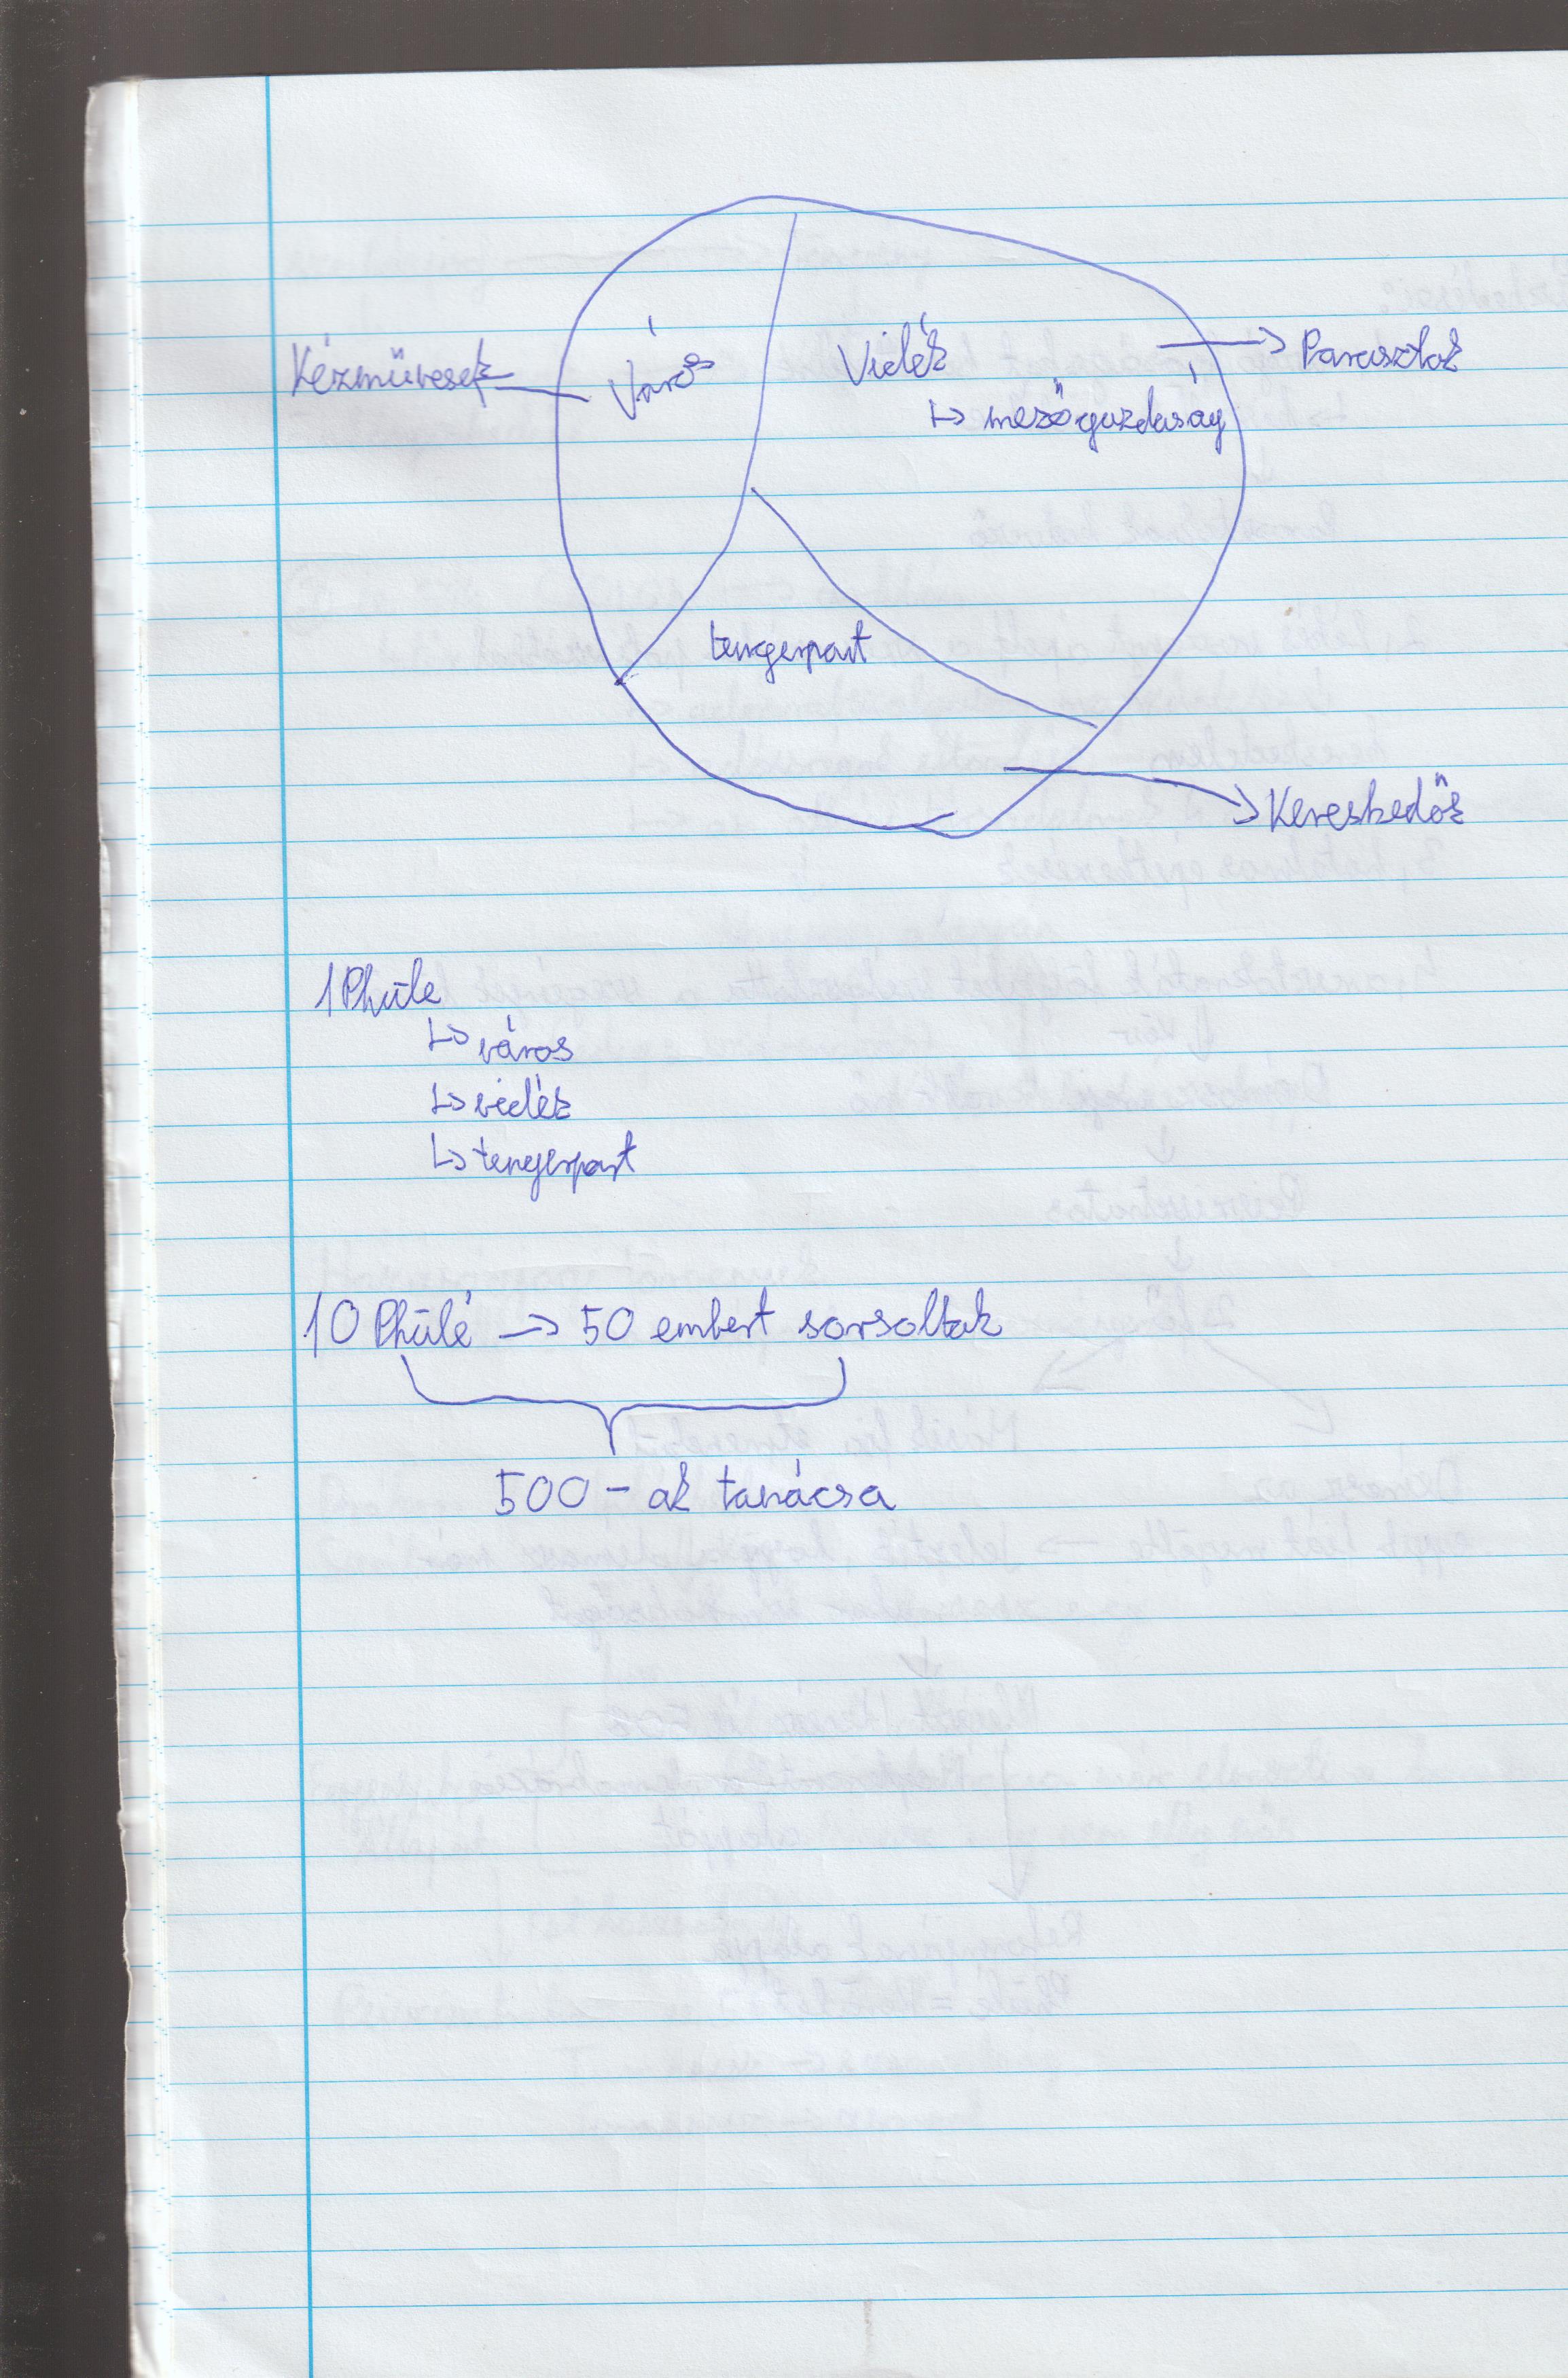 Kézművesek
Város
Vidék
↳ mezőgazdaság
→ Parasztok
tengerpart
→ Kereskedők
1 Phüle
↳ város
↳ vidék
↳ tengerpart
10 Phülé → 50 embert sorsoltak
500 - ak tanácsa